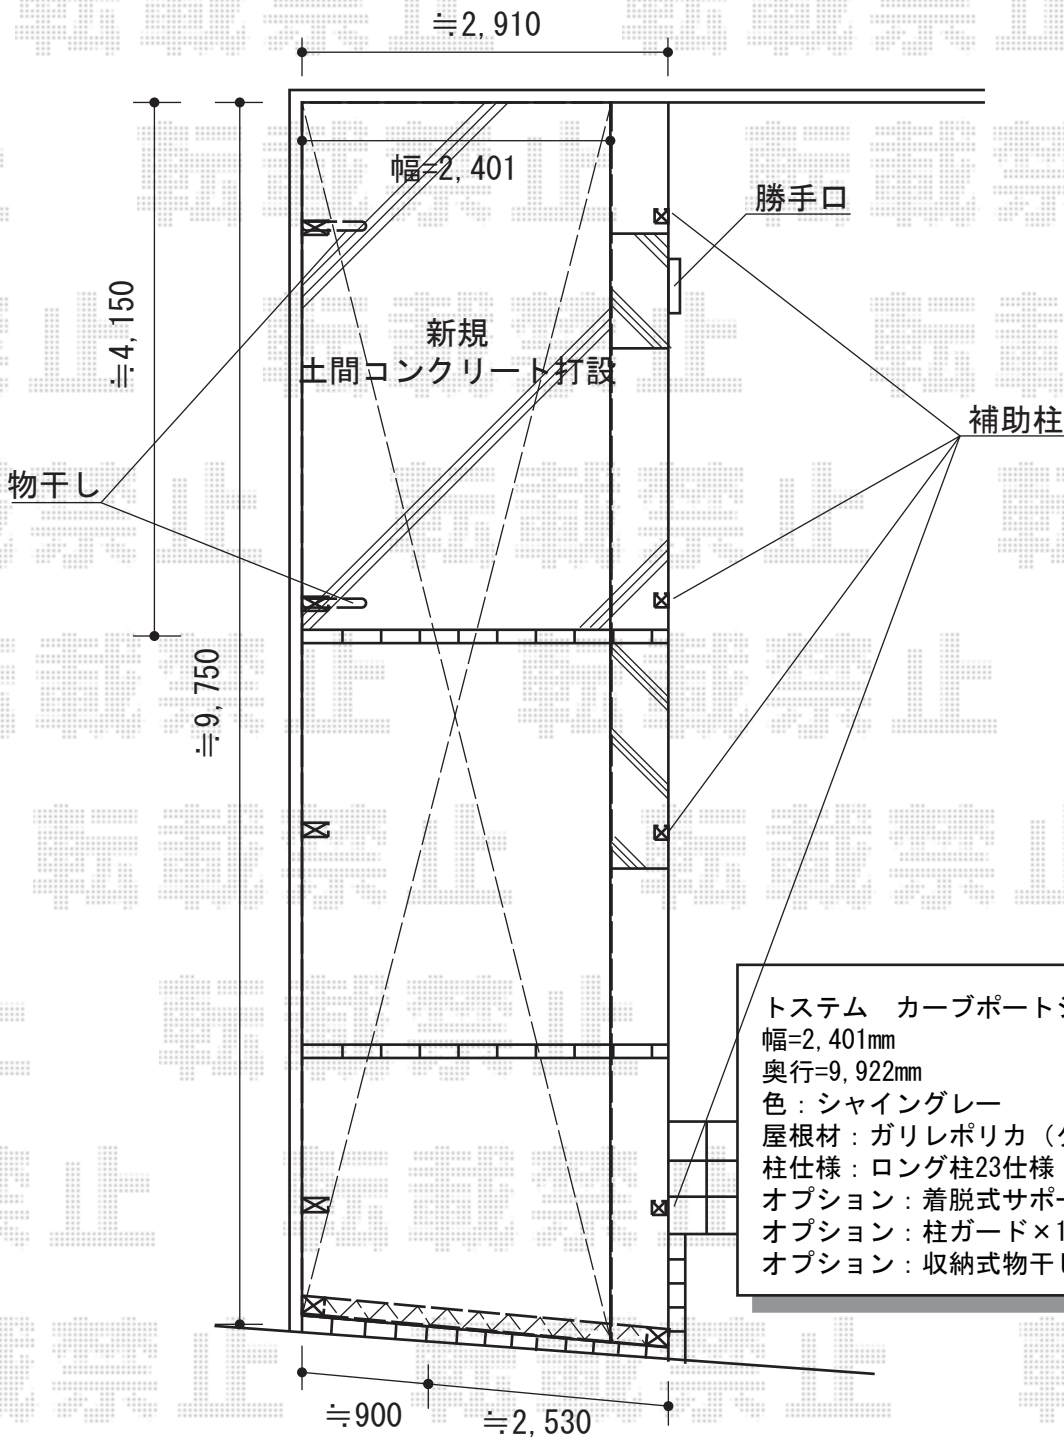 ≒2,910
幅=2,401
勝手口
≒4,150
新規
土間コンクリート打設
補助柱
物干し
≒9,750
トステム　カーブポート
幅=2,401mm
奥行=9,922mm
色：シャイングレー
屋根材：ガリレポリカ（
柱仕様：ロング柱23仕様
オプション：着脱式サポー
オプション：柱ガード×1
オプション：収納式物干し
≒900
≒2,530
転載禁止